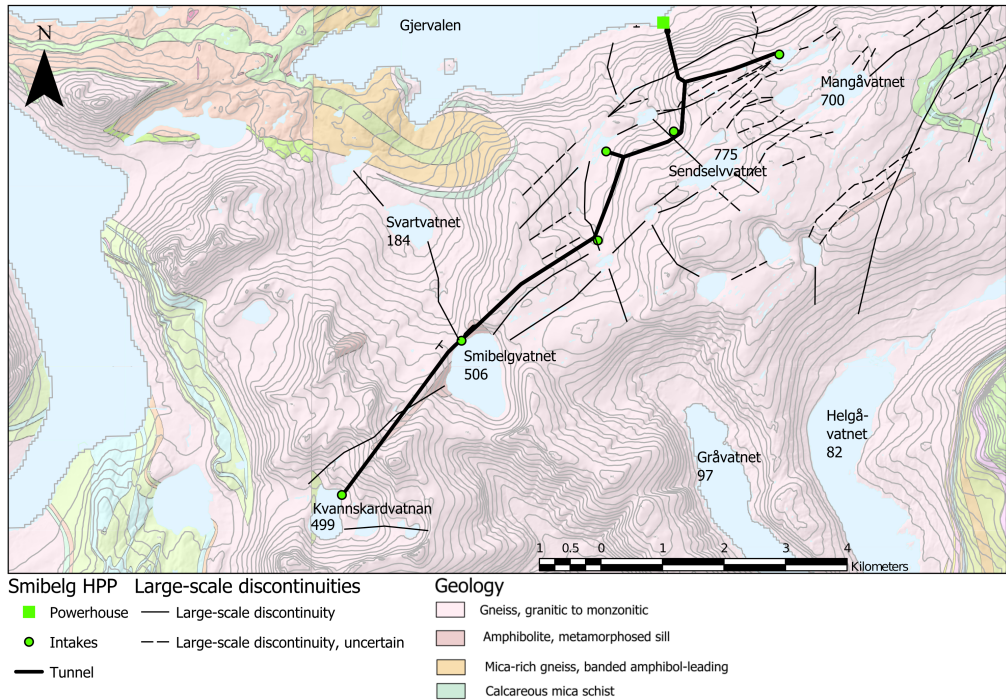 N
Gjervalen
Mangåvatnet
700
775
Sendselvvatnet
Svartvatnet
184
Smibelgvatnet
506
Helgå-
vatnet
82
Gråvatnet
97
Kvannskardvatnan
499
1 0.5 0 1 2 3 4
Kilometers
Smibelg HPP
Powerhouse
Intakes
Tunnel
Large-scale discontinuities
Large-scale discontinuity
Large-scale discontinuity, uncertain
Geology
Gneiss, granitic to monzonitic
Amphibolite, metamorphosed sill
Mica-rich gneiss, banded amphibol-leading
Calcareous mica schist